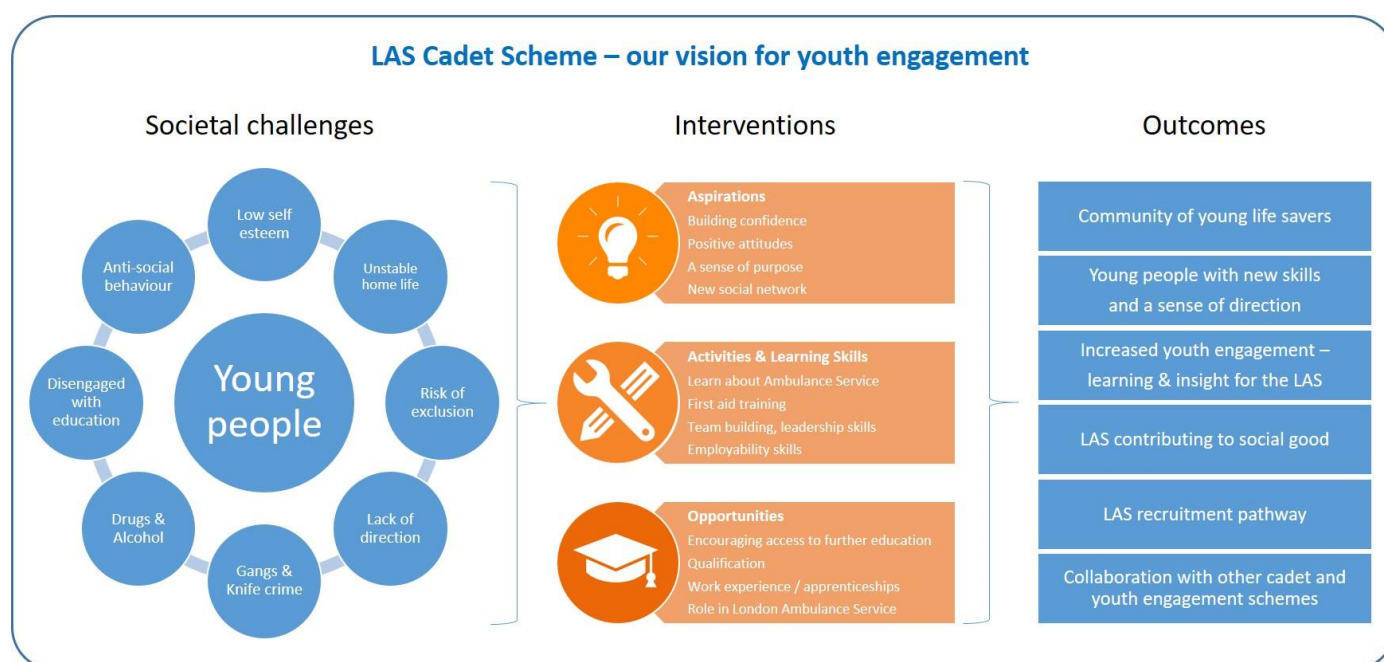 LAS Cadet Scheme – our vision for youth engagement
Societal challenges
Low self
esteem
Unstable
home life
Risk of
exclusion
Lack of
direction
Gangs &
Knife crime
Drugs &
Alcohol
Disengaged
with
education
Anti-social
behaviour
Young
people
Interventions
Aspirations
Building confidence
Positive attitudes
A sense of purpose
New social network
Activities & Learning Skills
Learn about Ambulance Service
First aid training
Team building, leadership skills
Employability skills
Opportunities
Encouraging access to further education
Qualification
Work experience / apprenticeships
Role in London Ambulance Service
Outcomes
Community of young life savers
Young people with new skills
and a sense of direction
Increased youth engagement –
learning & insight for the LAS
LAS contributing to social good
LAS recruitment pathway
Collaboration with other cadet and
youth engagement schemes